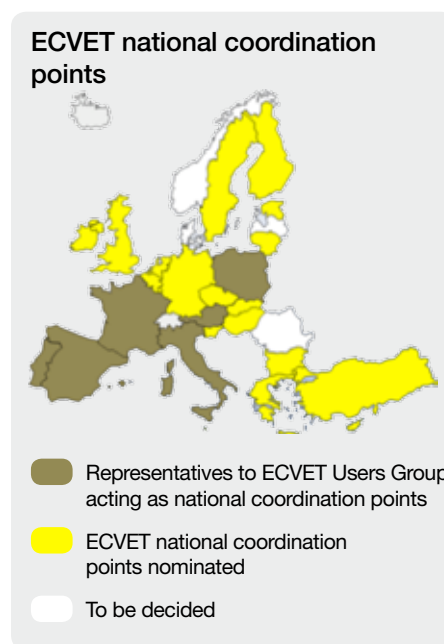 ECVET national coordination
points
Representatives to ECVET Users Group
acting as national coordination points
ECVET national coordination
points nominated
To be decided